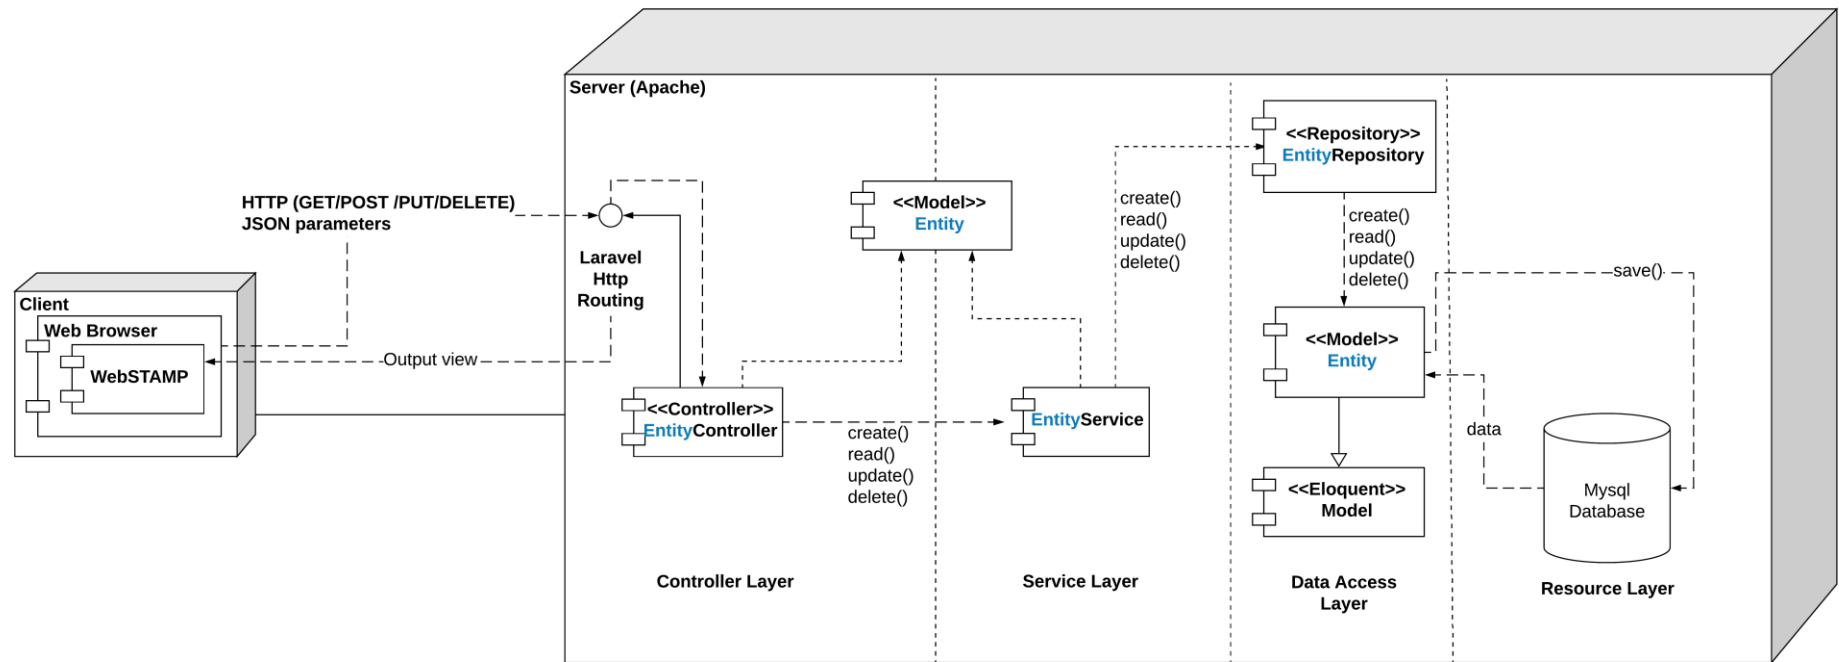 Server (Apache)
<<Repository>>
EntityRepository
HTTP (GET/POST /PUT/DELETE)
JSON parameters
<<Model>>
Entity
create()
read()
update()
delete()
create()
read()
update()
delete()
Laravel
Http
Routing
save()
Client
Web Browser
WebSTAMP
Output view
<<Model>>
Entity
<<Controller>>
EntityController
create()
read()
update()
delete()
EntityService
data
<<Eloquent>>
Model
Mysql
Database
Controller Layer
Service Layer
Data Access
Layer
Resource Layer